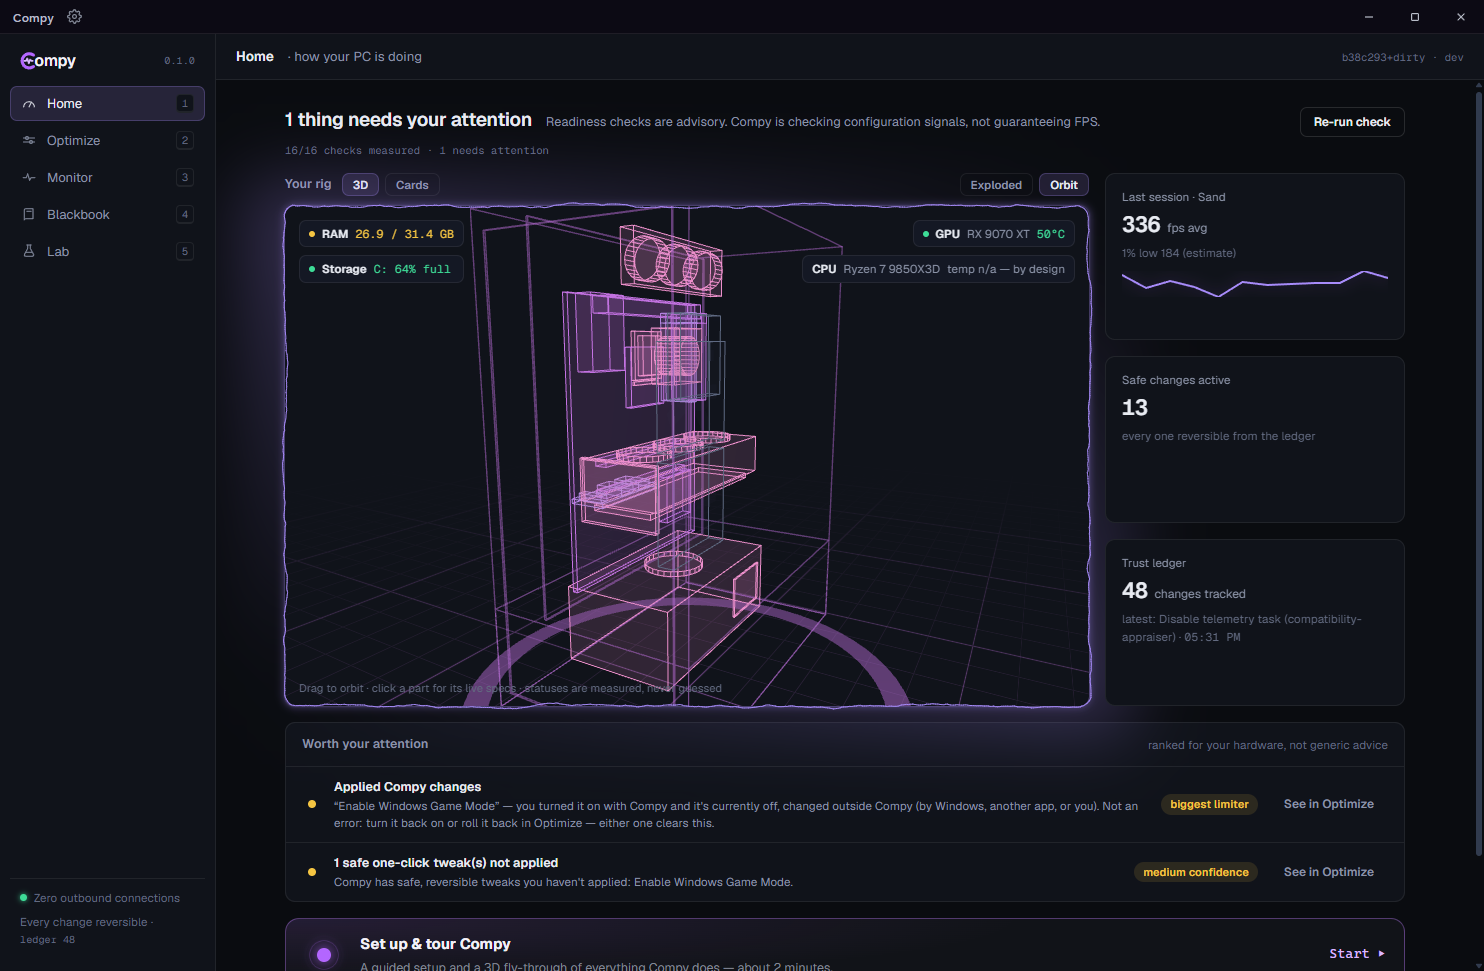 Compy
Compy 0.1.0
Home 1
Optimize 2
Monitor 3
Blackbook 4
Lab 5
Zero outbound connections
Every change reversible ·
ledger 48
Home · how your PC is doing
b38c293+dirty · dev
1 thing needs your attention Readiness checks are advisory. Compy is checking configuration signals, not guaranteeing FPS.
16/16 checks measured · 1 needs attention
Re-run check
Your rig 3D Cards Exploded Orbit
RAM 26.9 / 31.4 GB
Storage C: 64% full
GPU RX 9070 XT 50°C
CPU Ryzen 7 9850X3D temp n/a — by design
Drag to orbit · click a part for its live specs · statuses are measured, never guessed
Last session · Sand
336 fps avg
1% low 184 (estimate)
Safe changes active
13
every one reversible from the ledger
Trust ledger
48 changes tracked
latest: Disable telemetry task (compatibility-
appraiser) · 05:31 PM
Worth your attention
ranked for your hardware, not generic advice
Applied Compy changes
“Enable Windows Game Mode” — you turned it on with Compy and it's currently off, changed outside Compy (by Windows, another app, or you). Not an
error: turn it back on or roll it back in Optimize — either one clears this.
biggest limiter
See in Optimize
1 safe one-click tweak(s) not applied
Compy has safe, reversible tweaks you haven't applied: Enable Windows Game Mode.
medium confidence
See in Optimize
Set up & tour Compy
A guided setup and a 3D fly-through of everything Compy does — about 2 minutes.
Start